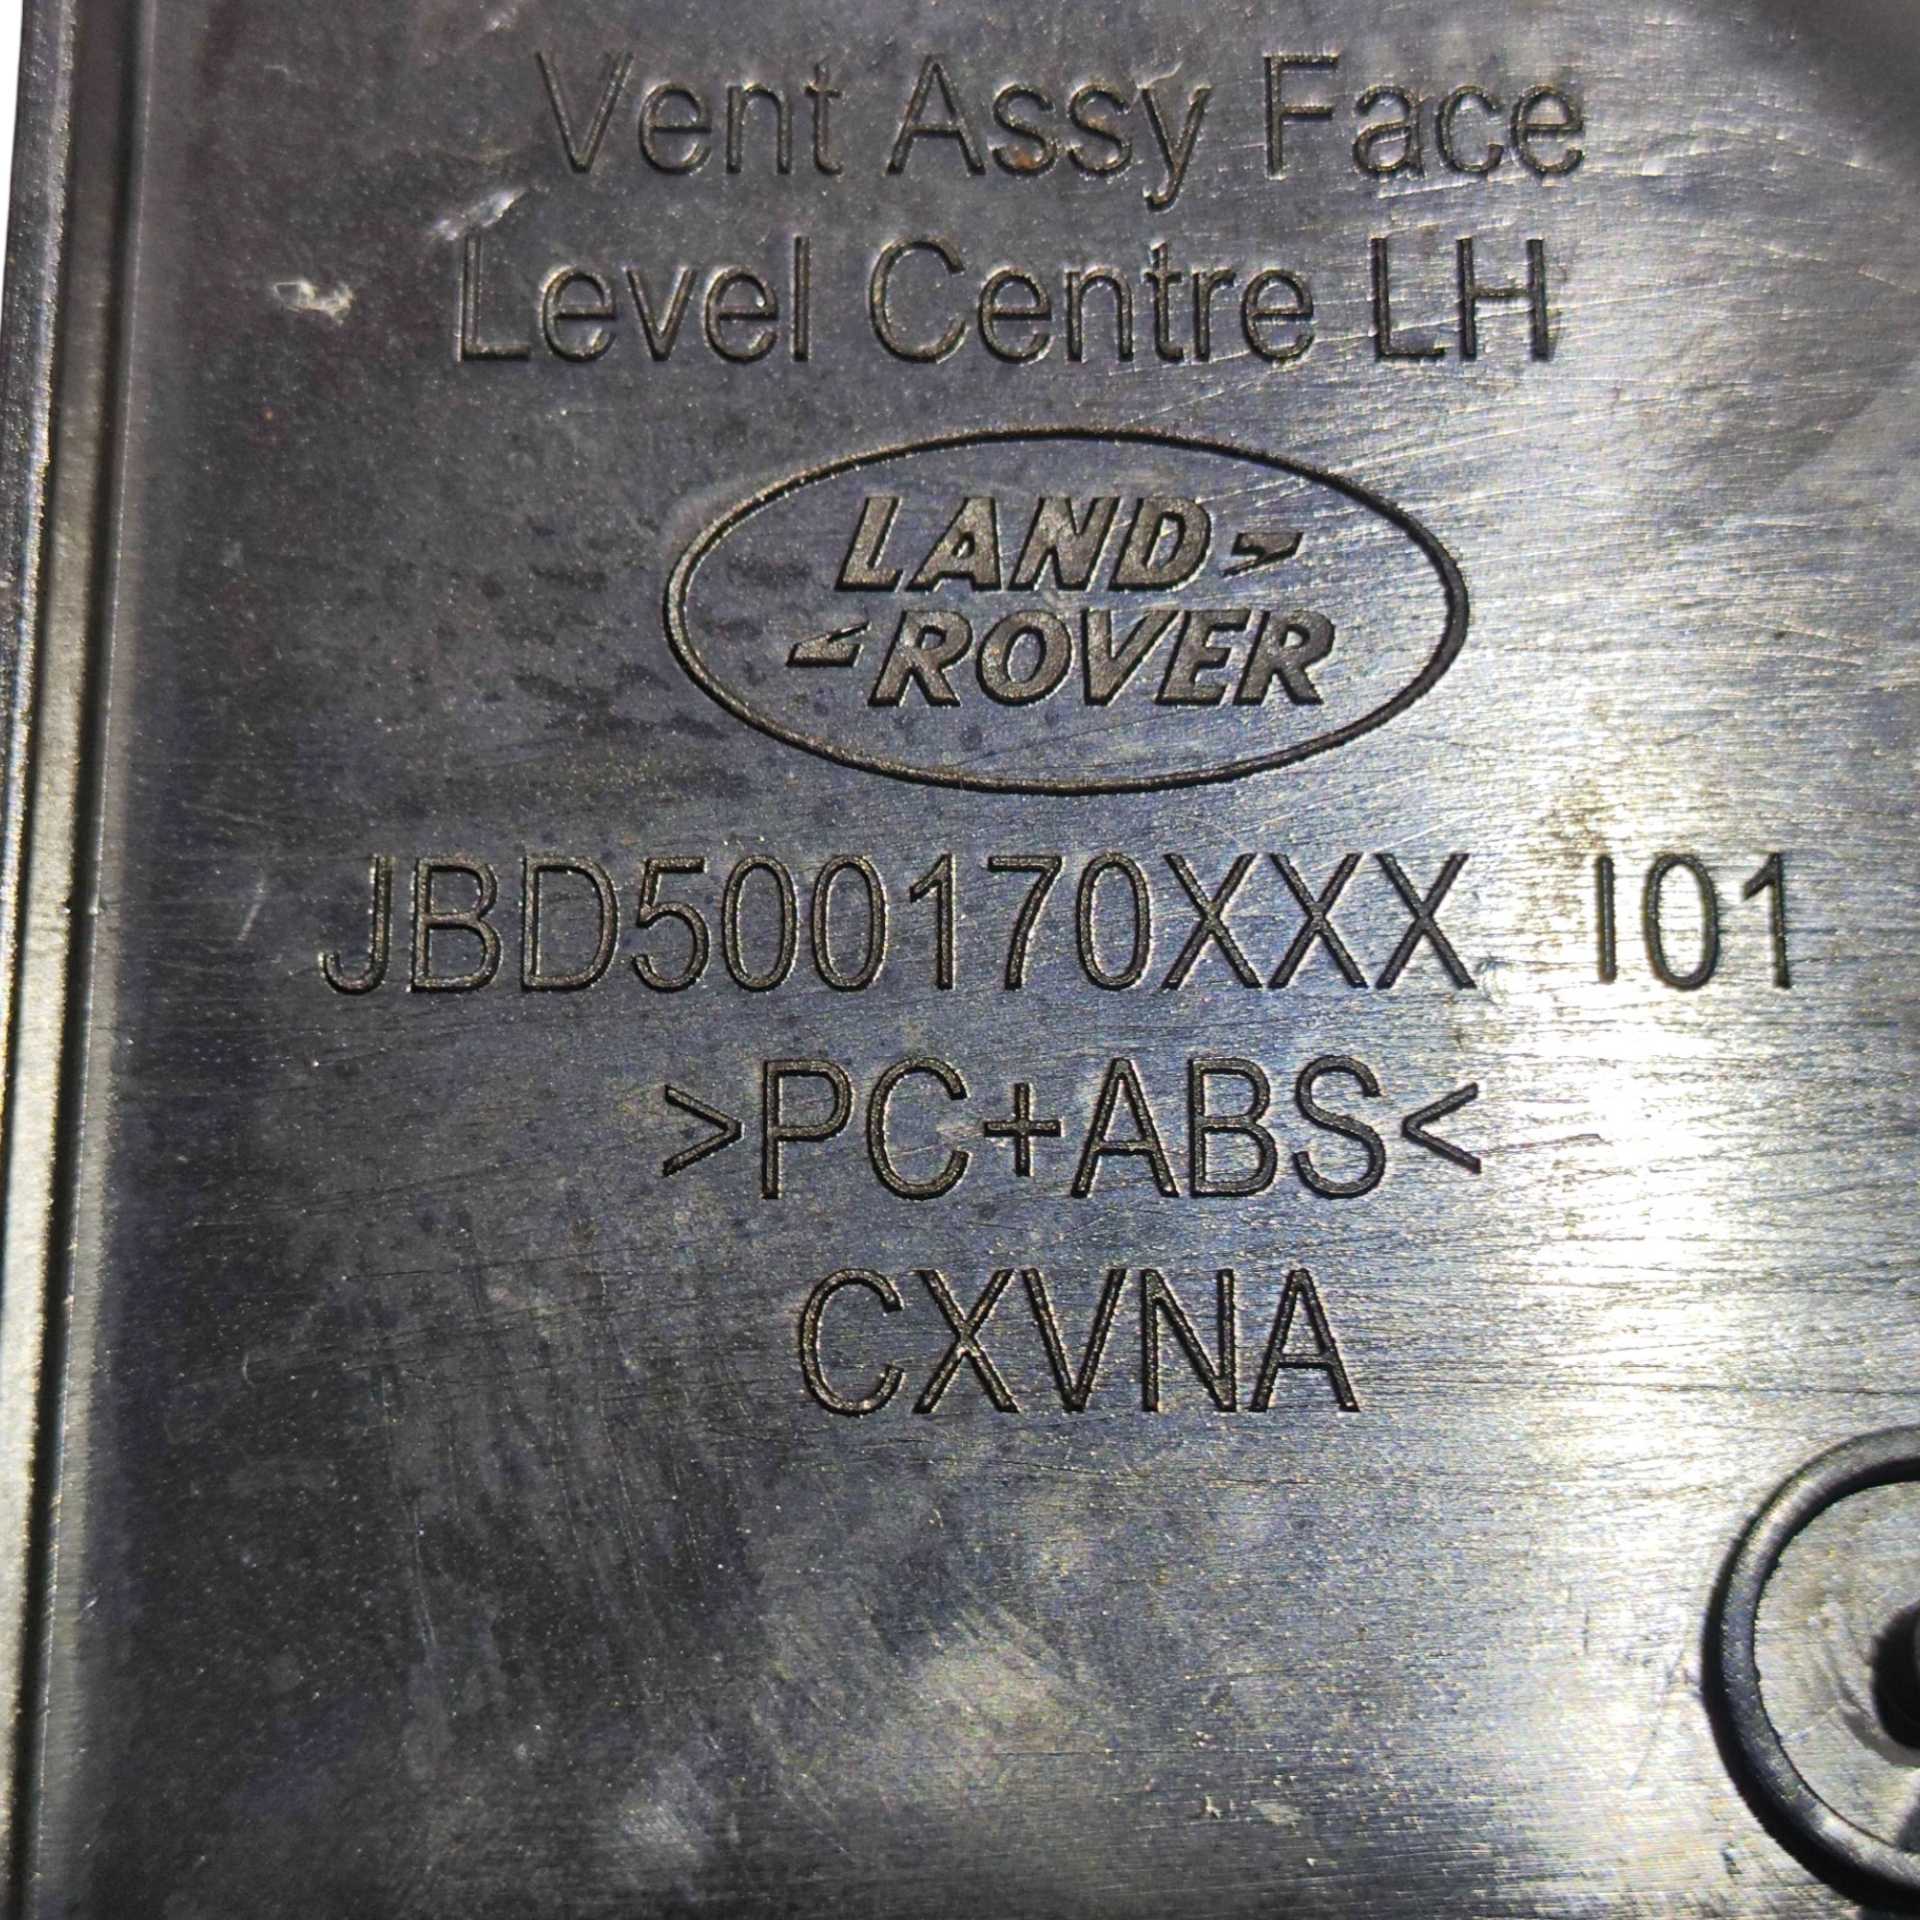 Vent Assy Face
Level Centre LH
LAND
ROVER
JBD500170XXX I01
>PC+ABS<
CXVNA